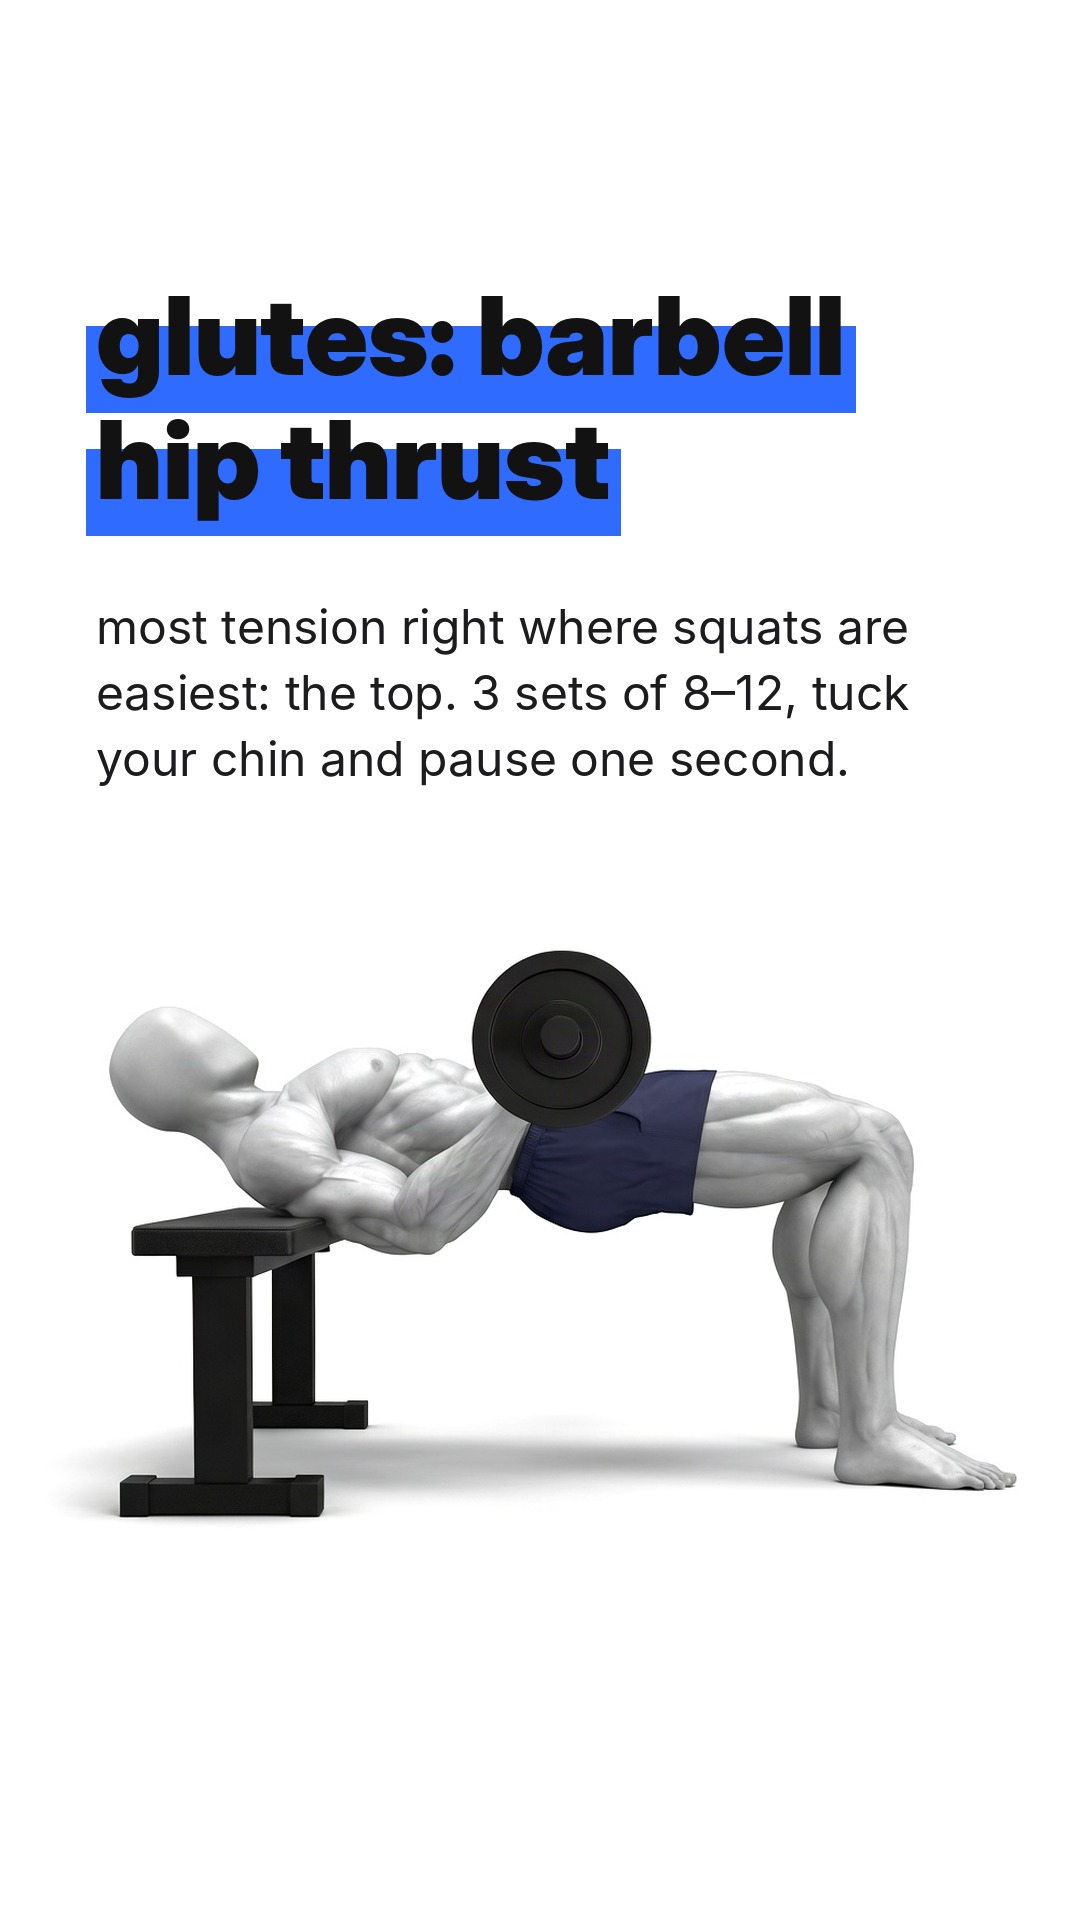 glutes: barbell
hip thrust
most tension right where squats are
easiest: the top. 3 sets of 8–12, tuck
your chin and pause one second.